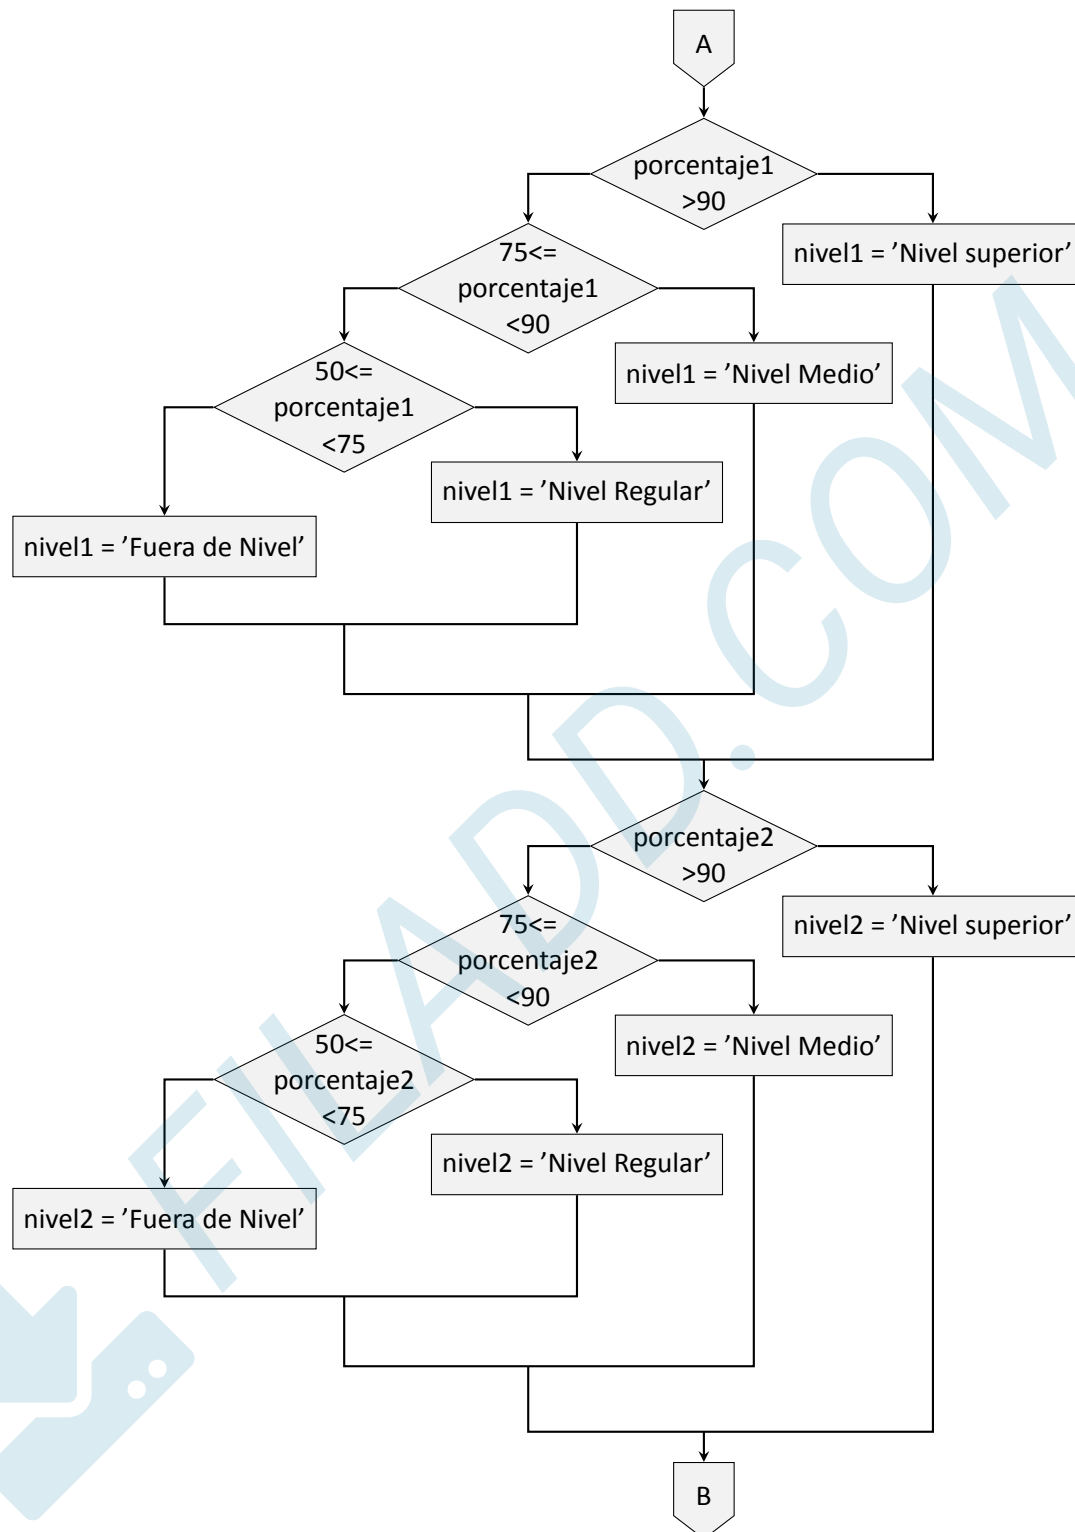 A
porcentaje1
>90
nivel1 = ’Nivel superior’
75<=
porcentaje1
<90
nivel1 = ’Nivel Medio’
50<=
porcentaje1
<75
nivel1 = ’Nivel Regular’
nivel1 = ’Fuera de Nivel’
porcentaje2
>90
nivel2 = ’Nivel superior’
75<=
porcentaje2
<90
nivel2 = ’Nivel Medio’
50<=
porcentaje2
<75
nivel2 = ’Nivel Regular’
nivel2 = ’Fuera de Nivel’
B
FILADD.COM